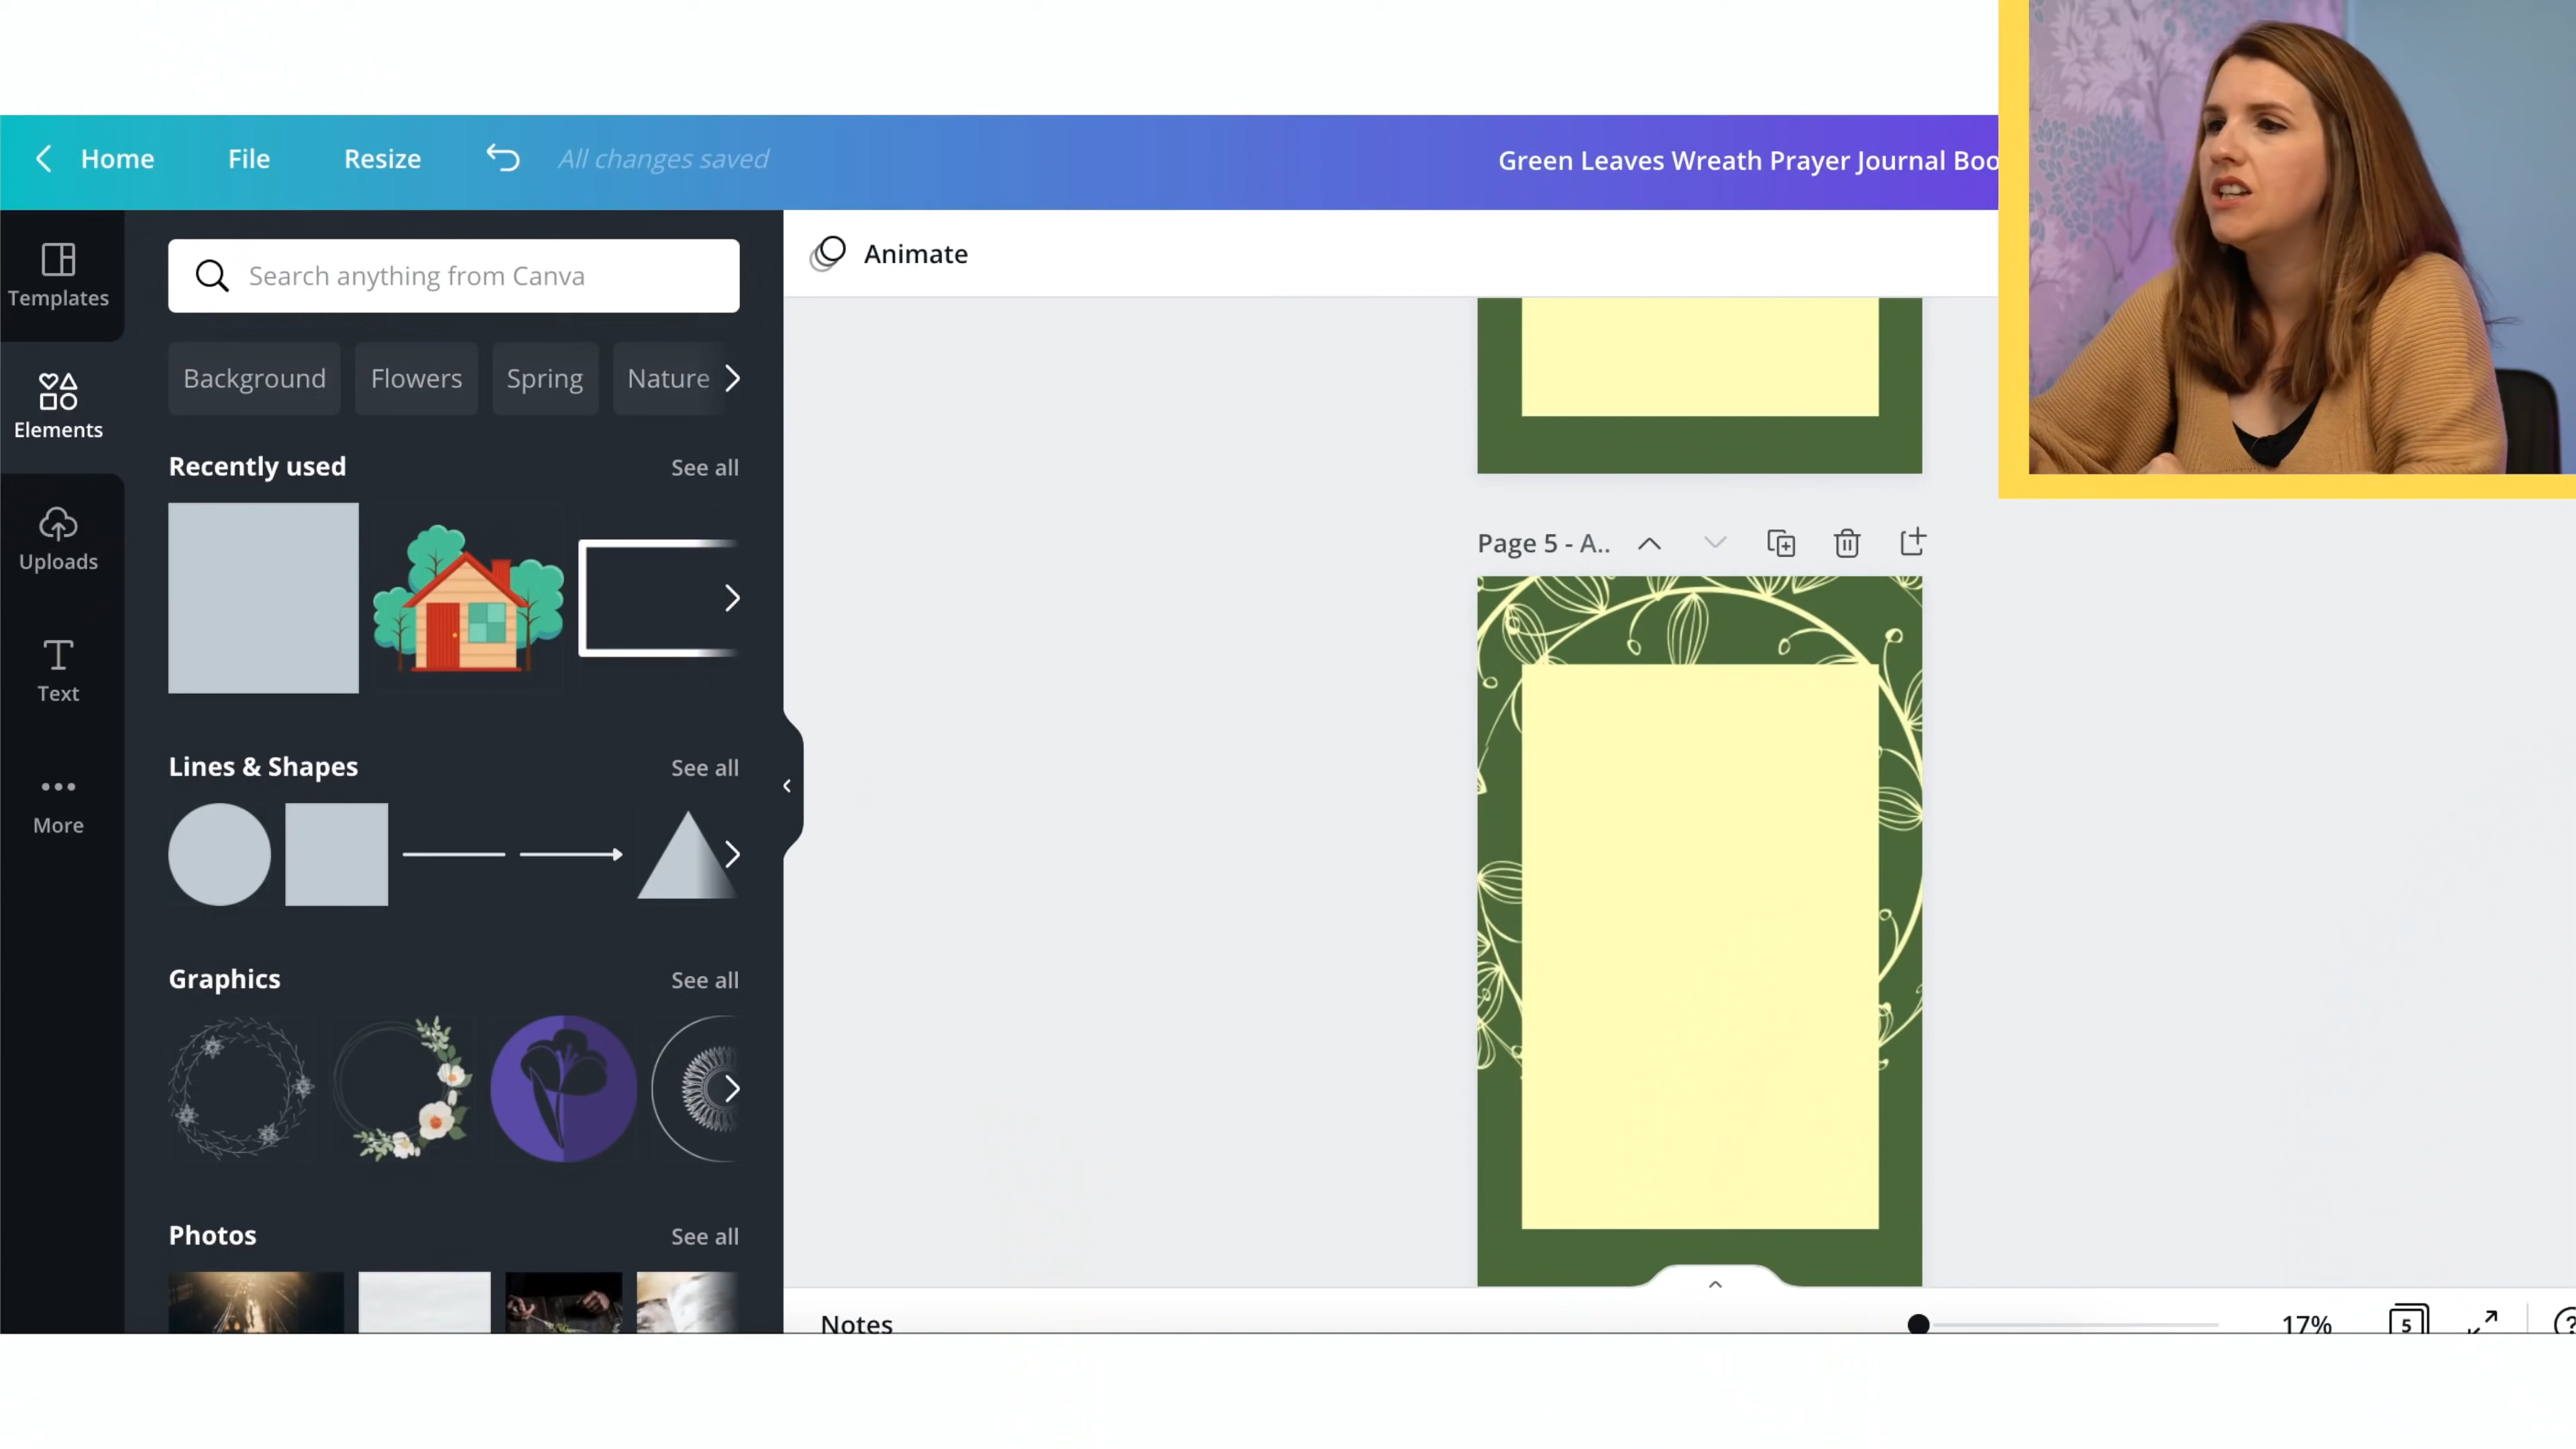 Home
File
Resize
All changes saved
Green Leaves Wreath Prayer Journal Boo
Templates
Elements
Uploads
Text
More
Search anything from Canva
Background
Flowers
Spring
Nature
Recently used
See all
Lines & Shapes
See all
Graphics
See all
Photos
See all
Animate
Page 5 - A..
Notes
17%
5
?